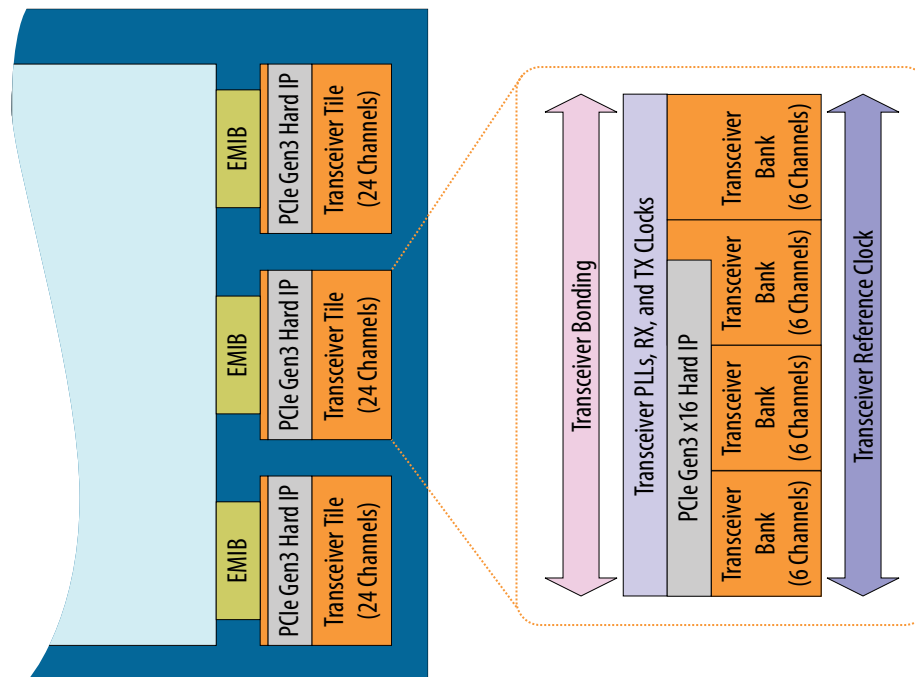 EMIB
PCIe Gen3 Hard IP
Transceiver Tile
(24 Channels)
EMIB
PCIe Gen3 Hard IP
Transceiver Tile
(24 Channels)
EMIB
PCIe Gen3 Hard IP
Transceiver Tile
(24 Channels)
Transceiver Bonding
Transceiver PLLs, RX, and TX Clocks
PCIe Gen3 x16 Hard IP
Transceiver
Bank
(6 Channels)
Transceiver
Bank
(6 Channels)
Transceiver
Bank
(6 Channels)
Transceiver
Bank
(6 Channels)
Transceiver Reference Clock